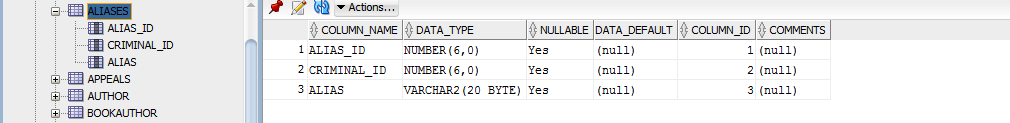 ALIASES
ALIAS_ID
CRIMINAL_ID
ALIAS
APPEALS
AUTHOR
BOOKAUTHOR
Actions...
COLUMN_NAME DATA_TYPE NULLABLE DATA_DEFAULT COLUMN_ID COMMENTS
1 ALIAS_ID NUMBER(6,0) Yes (null) 1 (null)
2 CRIMINAL_ID NUMBER(6,0) Yes (null) 2 (null)
3 ALIAS VARCHAR2(20 BYTE) Yes (null) 3 (null)